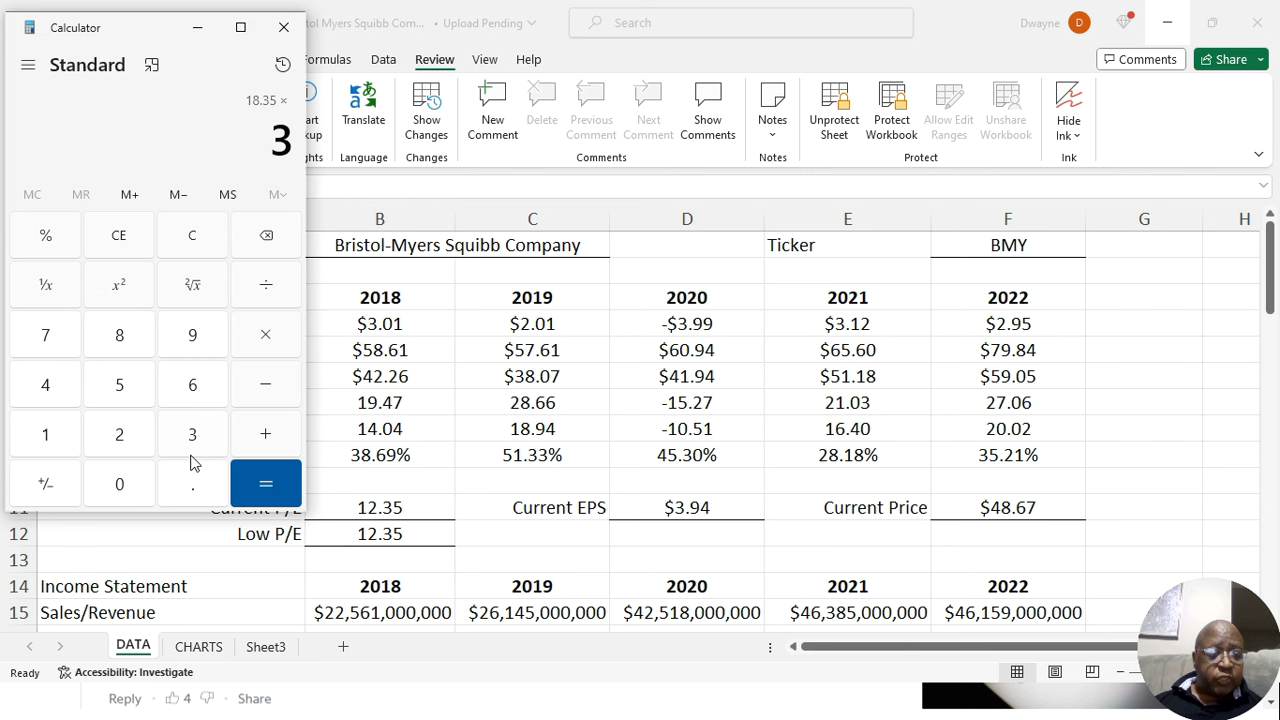 Calculator
Standard
18.35 ×
3
MC MR M+ M− MS M
% CE C
¹/x x² ²√x ÷
7 8 9 ×
4 5 6 −
1 2 3 +
+/− 0 . =
stol Myers Squibb Com... • Upload Pending
Search
Dwayne D
ormulas Data Review View Help
Comments Share
Translate
Language
Show Changes
Changes
New Comment
Delete
Previous Comment
Next Comment
Show Comments
Comments
Notes
Notes
Unprotect Sheet
Protect Workbook
Allow Edit Ranges
Unshare Workbook
Protect
Hide Ink
Ink
B C D E F G H
Bristol-Myers Squibb Company Ticker BMY
2018 2019 2020 2021 2022
$3.01 $2.01 -$3.99 $3.12 $2.95
$58.61 $57.61 $60.94 $65.60 $79.84
$42.26 $38.07 $41.94 $51.18 $59.05
19.47 28.66 -15.27 21.03 27.06
14.04 18.94 -10.51 16.40 20.02
38.69% 51.33% 45.30% 28.18% 35.21%
11 Current P/E 12.35 Current EPS $3.94 Current Price $48.67
12 Low P/E 12.35
13
14 Income Statement 2018 2019 2020 2021 2022
15 Sales/Revenue $22,561,000,000 $26,145,000,000 $42,518,000,000 $46,385,000,000 $46,159,000,000
DATA CHARTS Sheet3 +
Ready Accessibility: Investigate
Reply 4 Share